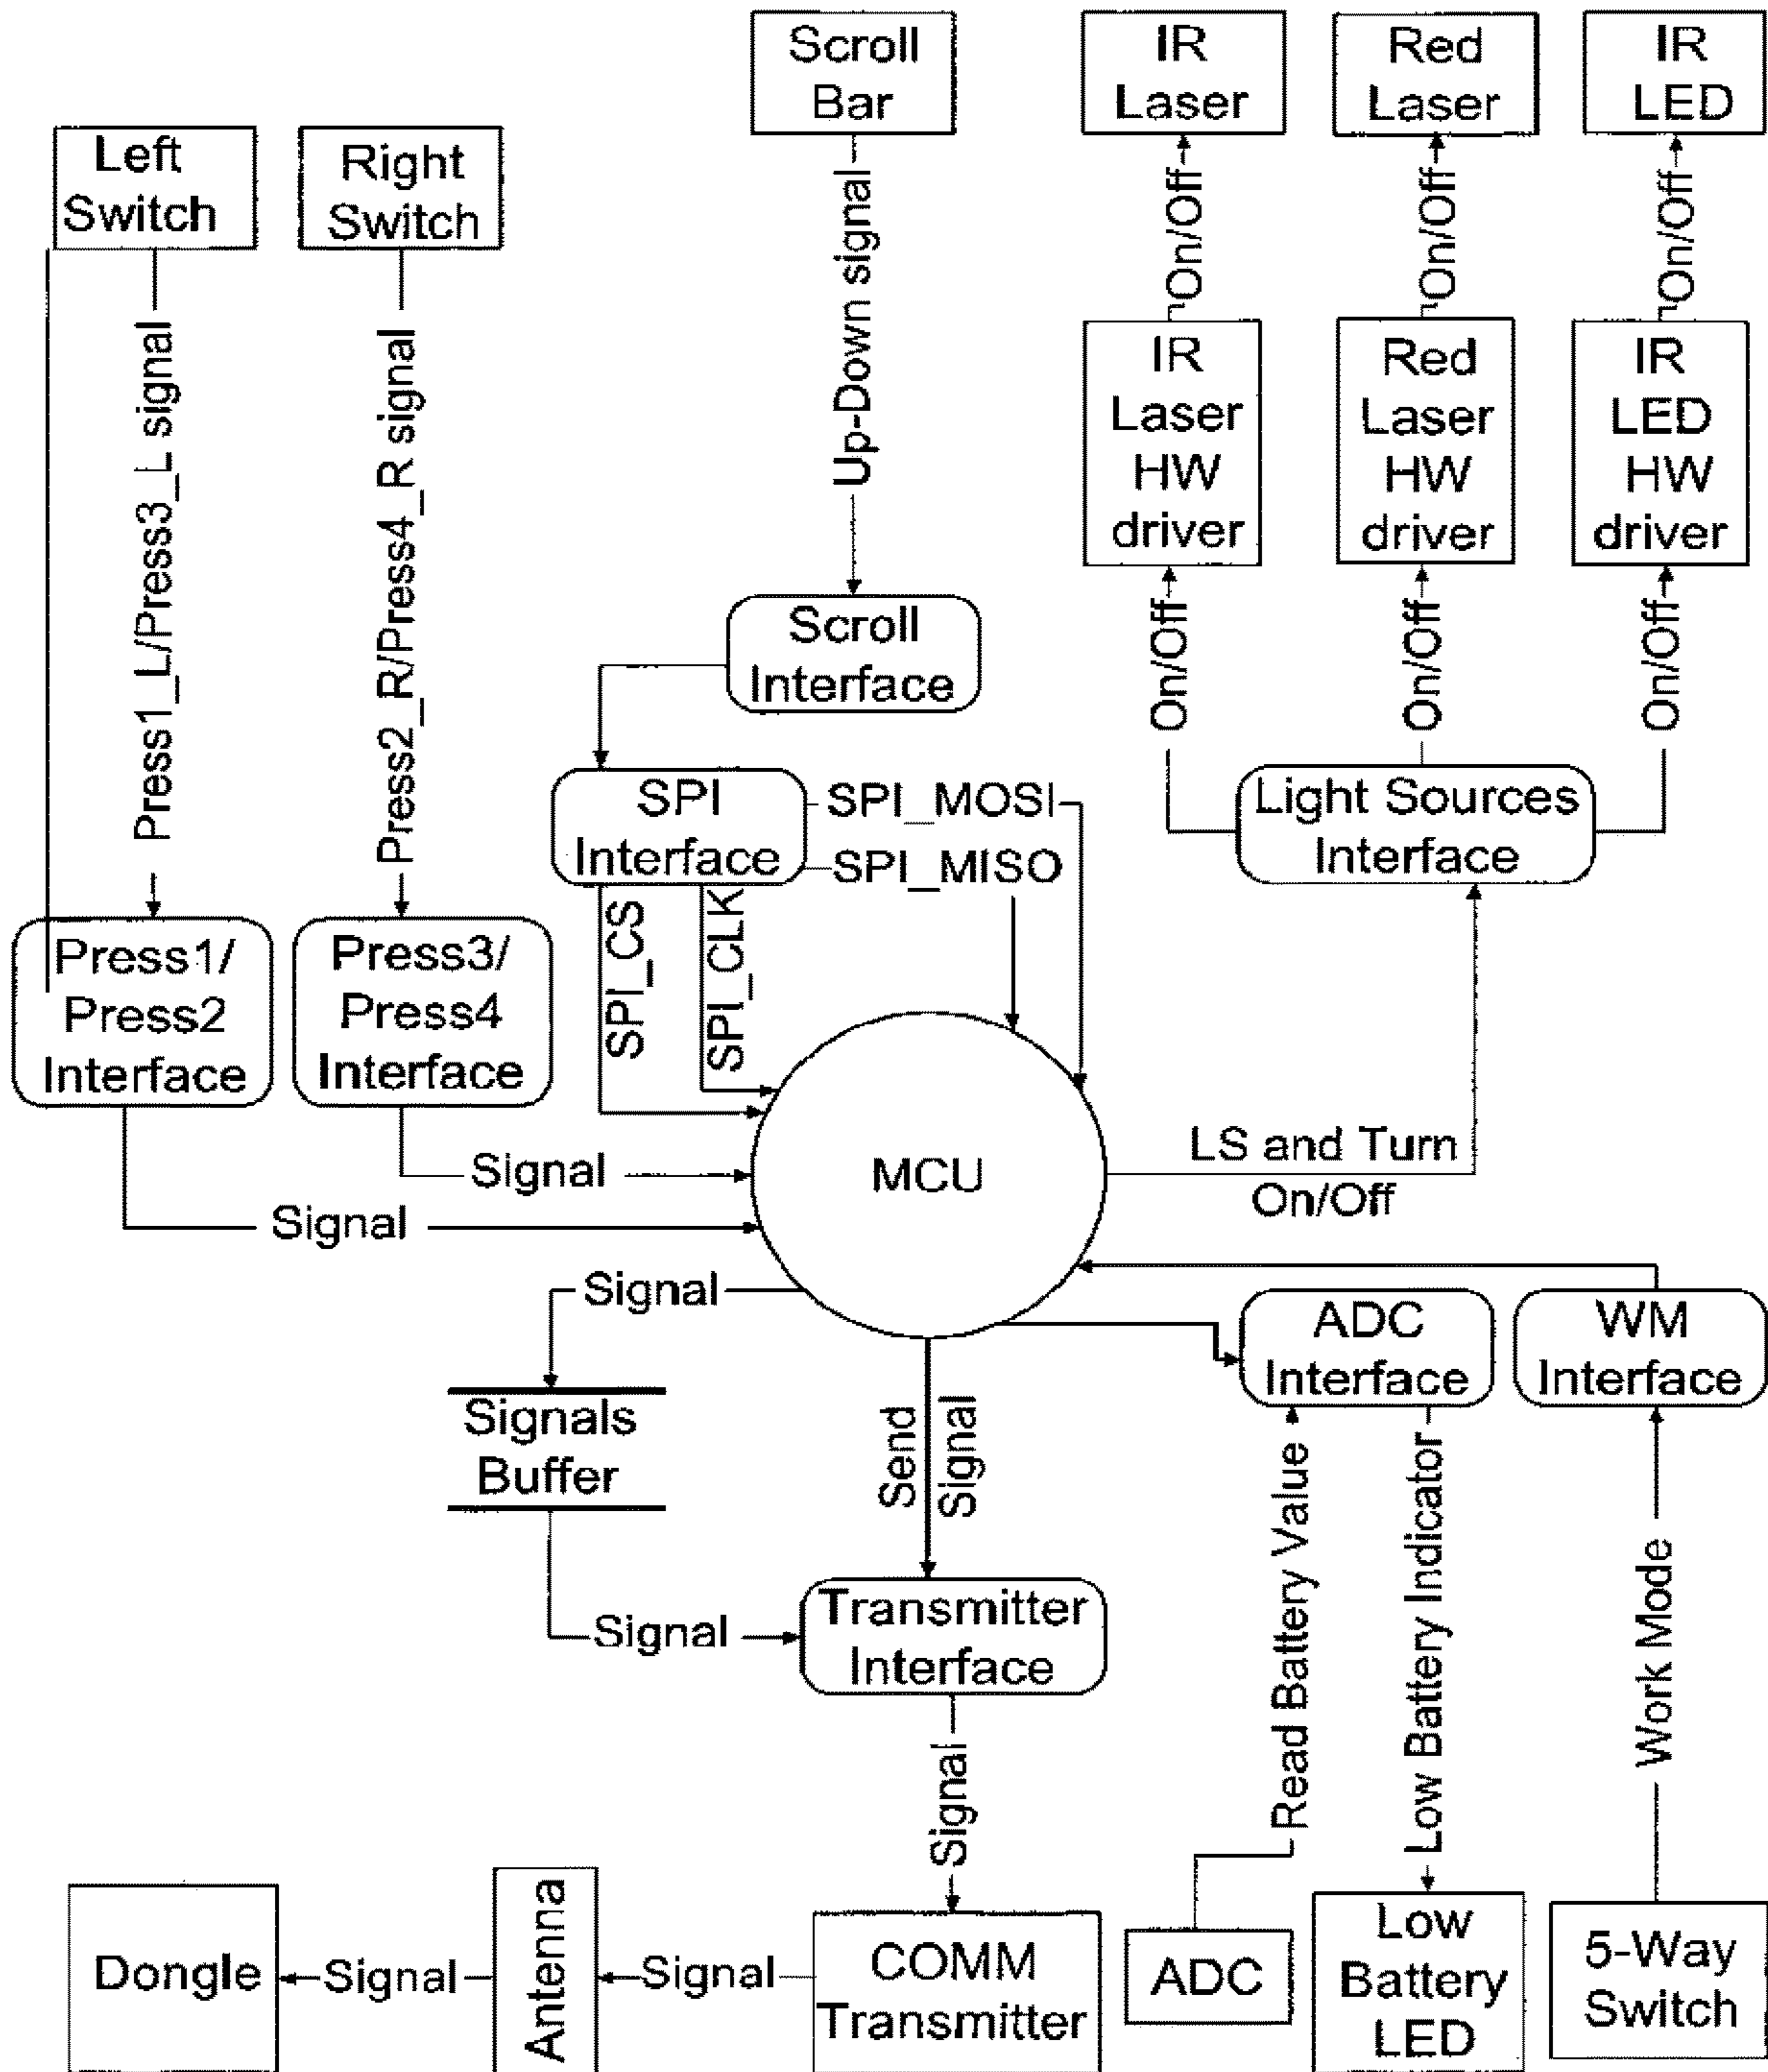 Scroll
Bar
IR
Laser
Red
Laser
IR
LED
Left
Switch
Right
Switch
Up-Down signal
On/Off
On/Off
On/Off
Press1_L/Press3_L signal
Press2_R/Press4_R signal
IR
Laser
HW
driver
Red
Laser
HW
driver
IR
LED
HW
driver
On/Off
On/Off
On/Off
Scroll
Interface
SPI
Interface
SPI_MOSI
SPI_MISO
SPI_CS
SPI_CLK
Light Sources
Interface
Press1/
Press2
Interface
Press3/
Press4
Interface
MCU
LS and Turn
On/Off
Signal
Signal
Signal
ADC
Interface
WM
Interface
Signals
Buffer
Send
Signal
Read Battery Value
Low Battery Indicator
Work Mode
Signal
Transmitter
Interface
Signal
Dongle
Signal
Antenna
Signal
COMM
Transmitter
ADC
Low
Battery
LED
5-Way
Switch